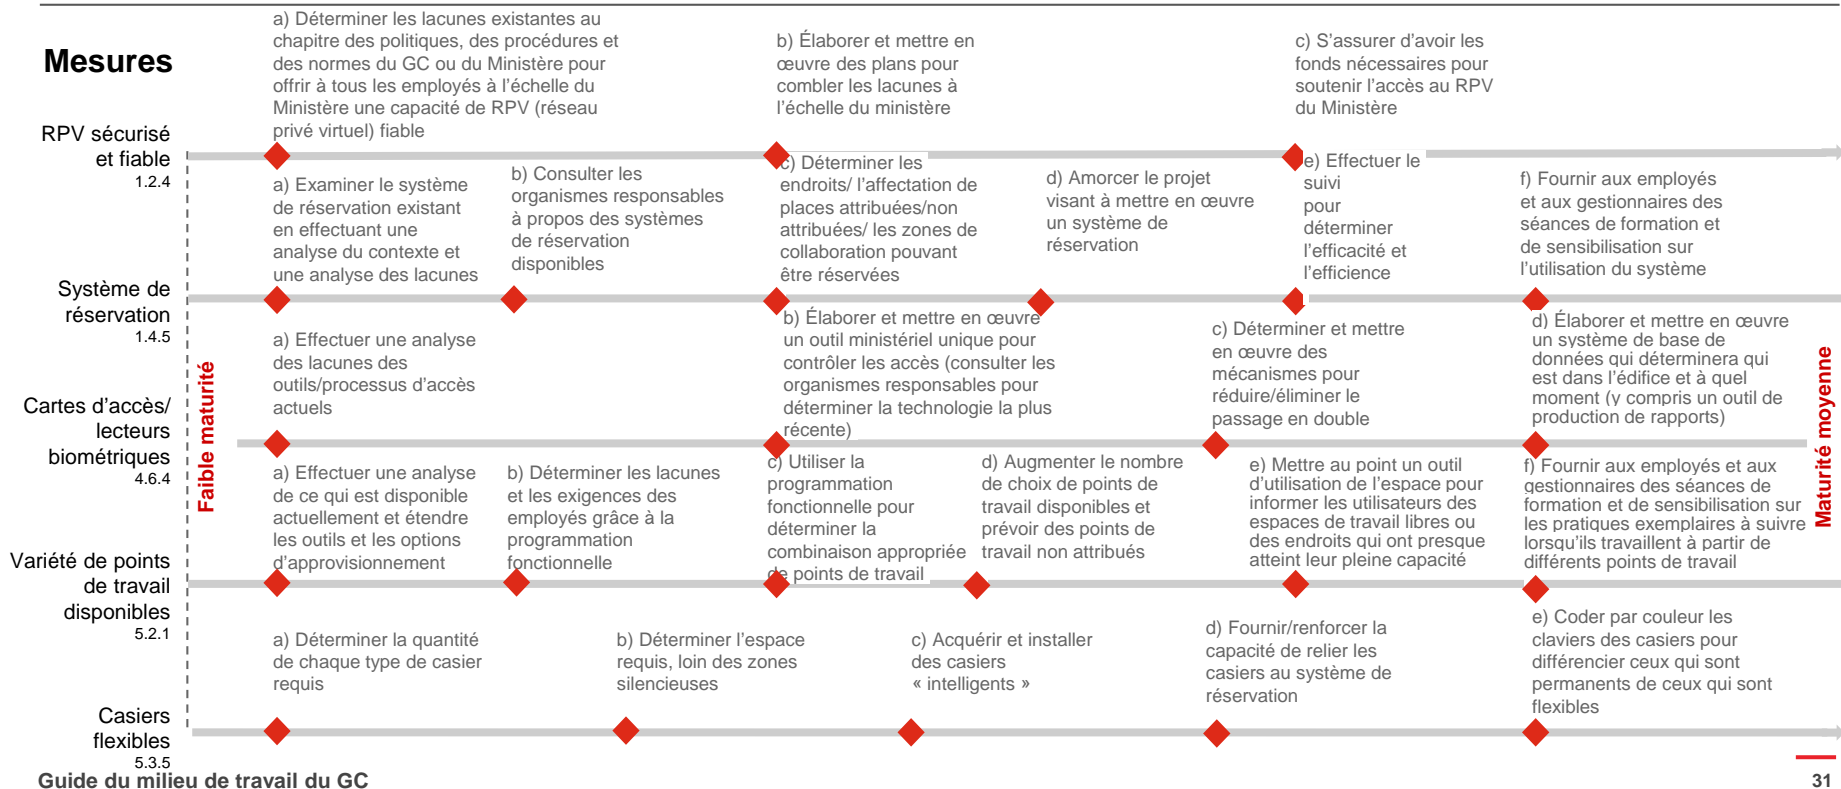 Mesures
a) Déterminer les lacunes existantes au
chapitre des politiques, des procédures et
des normes du GC ou du Ministère pour
offrir à tous les employés à l'échelle du
Ministère une capacité de RPV (réseau
privé virtuel) fiable
b) Élaborer et mettre en
œuvre des plans pour
combler les lacunes à
l'échelle du ministère
c) S'assurer d'avoir les
fonds nécessaires pour
soutenir l'accès au RPV
du Ministère
RPV sécurisé
et fiable
1.2.4
a) Examiner le système
de réservation existant
en effectuant une
analyse du contexte et
une analyse des lacunes
b) Consulter les
organismes responsables
à propos des systèmes
de réservation
disponibles
c) Déterminer les
endroits/ l'affectation de
places attribuées/non
attribuées/ les zones de
collaboration pouvant
être réservées
d) Amorcer le projet
visant à mettre en œuvre
un système de
réservation
e) Effectuer le
suivi
pour
déterminer
l'efficacité et
l'efficience
f) Fournir aux employés
et aux gestionnaires des
séances de formation et
de sensibilisation sur
l'utilisation du système
Système de
réservation
1.4.5
a) Effectuer une analyse
des lacunes des
outils/processus d'accès
actuels
b) Élaborer et mettre en œuvre
un outil ministériel unique pour
contrôler les accès (consulter les
organismes responsables pour
déterminer la technologie la plus
récente)
c) Déterminer et mettre
en œuvre des
mécanismes pour
réduire/éliminer le
passage en double
d) Élaborer et mettre en œuvre
un système de base de
données qui déterminera qui
est dans l'édifice et à quel
moment (y compris un outil de
production de rapports)
Cartes d'accès/
lecteurs
biométriques
4.6.4
Faible maturité
Maturité moyenne
a) Effectuer une analyse
de ce qui est disponible
actuellement et étendre
les outils et les options
d'approvisionnement
b) Déterminer les lacunes
et les exigences des
employés grâce à la
programmation
fonctionnelle
c) Utiliser la
programmation
fonctionnelle pour
déterminer la
combinaison appropriée
de points de travail
d) Augmenter le nombre
de choix de points de
travail disponibles et
prévoir des points de
travail non attribués
e) Mettre au point un outil
d'utilisation de l'espace pour
informer les utilisateurs des
espaces de travail libres ou
des endroits qui ont presque
atteint leur pleine capacité
f) Fournir aux employés et aux
gestionnaires des séances de
formation et de sensibilisation sur
les pratiques exemplaires à suivre
lorsqu'ils travaillent à partir de
différents points de travail
Variété de points
de travail
disponibles
5.2.1
a) Déterminer la quantité
de chaque type de casier
requis
b) Déterminer l'espace
requis, loin des zones
silencieuses
c) Acquérir et installer
des casiers
« intelligents »
d) Fournir/renforcer la
capacité de relier les
casiers au système de
réservation
e) Coder par couleur les
claviers des casiers pour
différencier ceux qui sont
permanents de ceux qui sont
flexibles
Casiers
flexibles
5.3.5
Guide du milieu de travail du GC
31